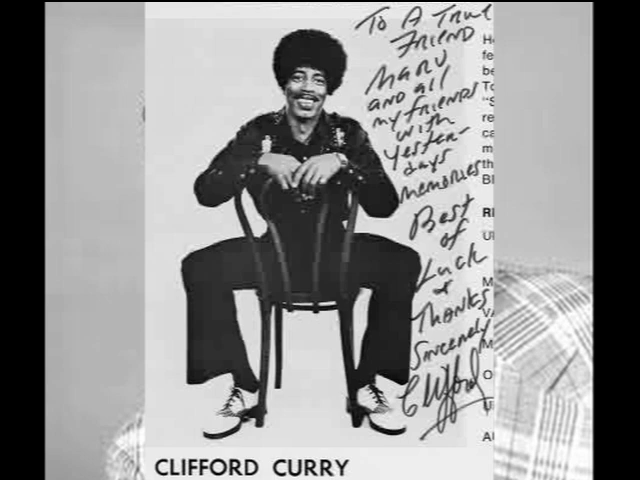 To A True
Friend
Marv
and all
my friends
with
Yester-
days
memories
Best
of
Luck
&
Thanks
Sincerely
Clifford
CLIFFORD CURRY